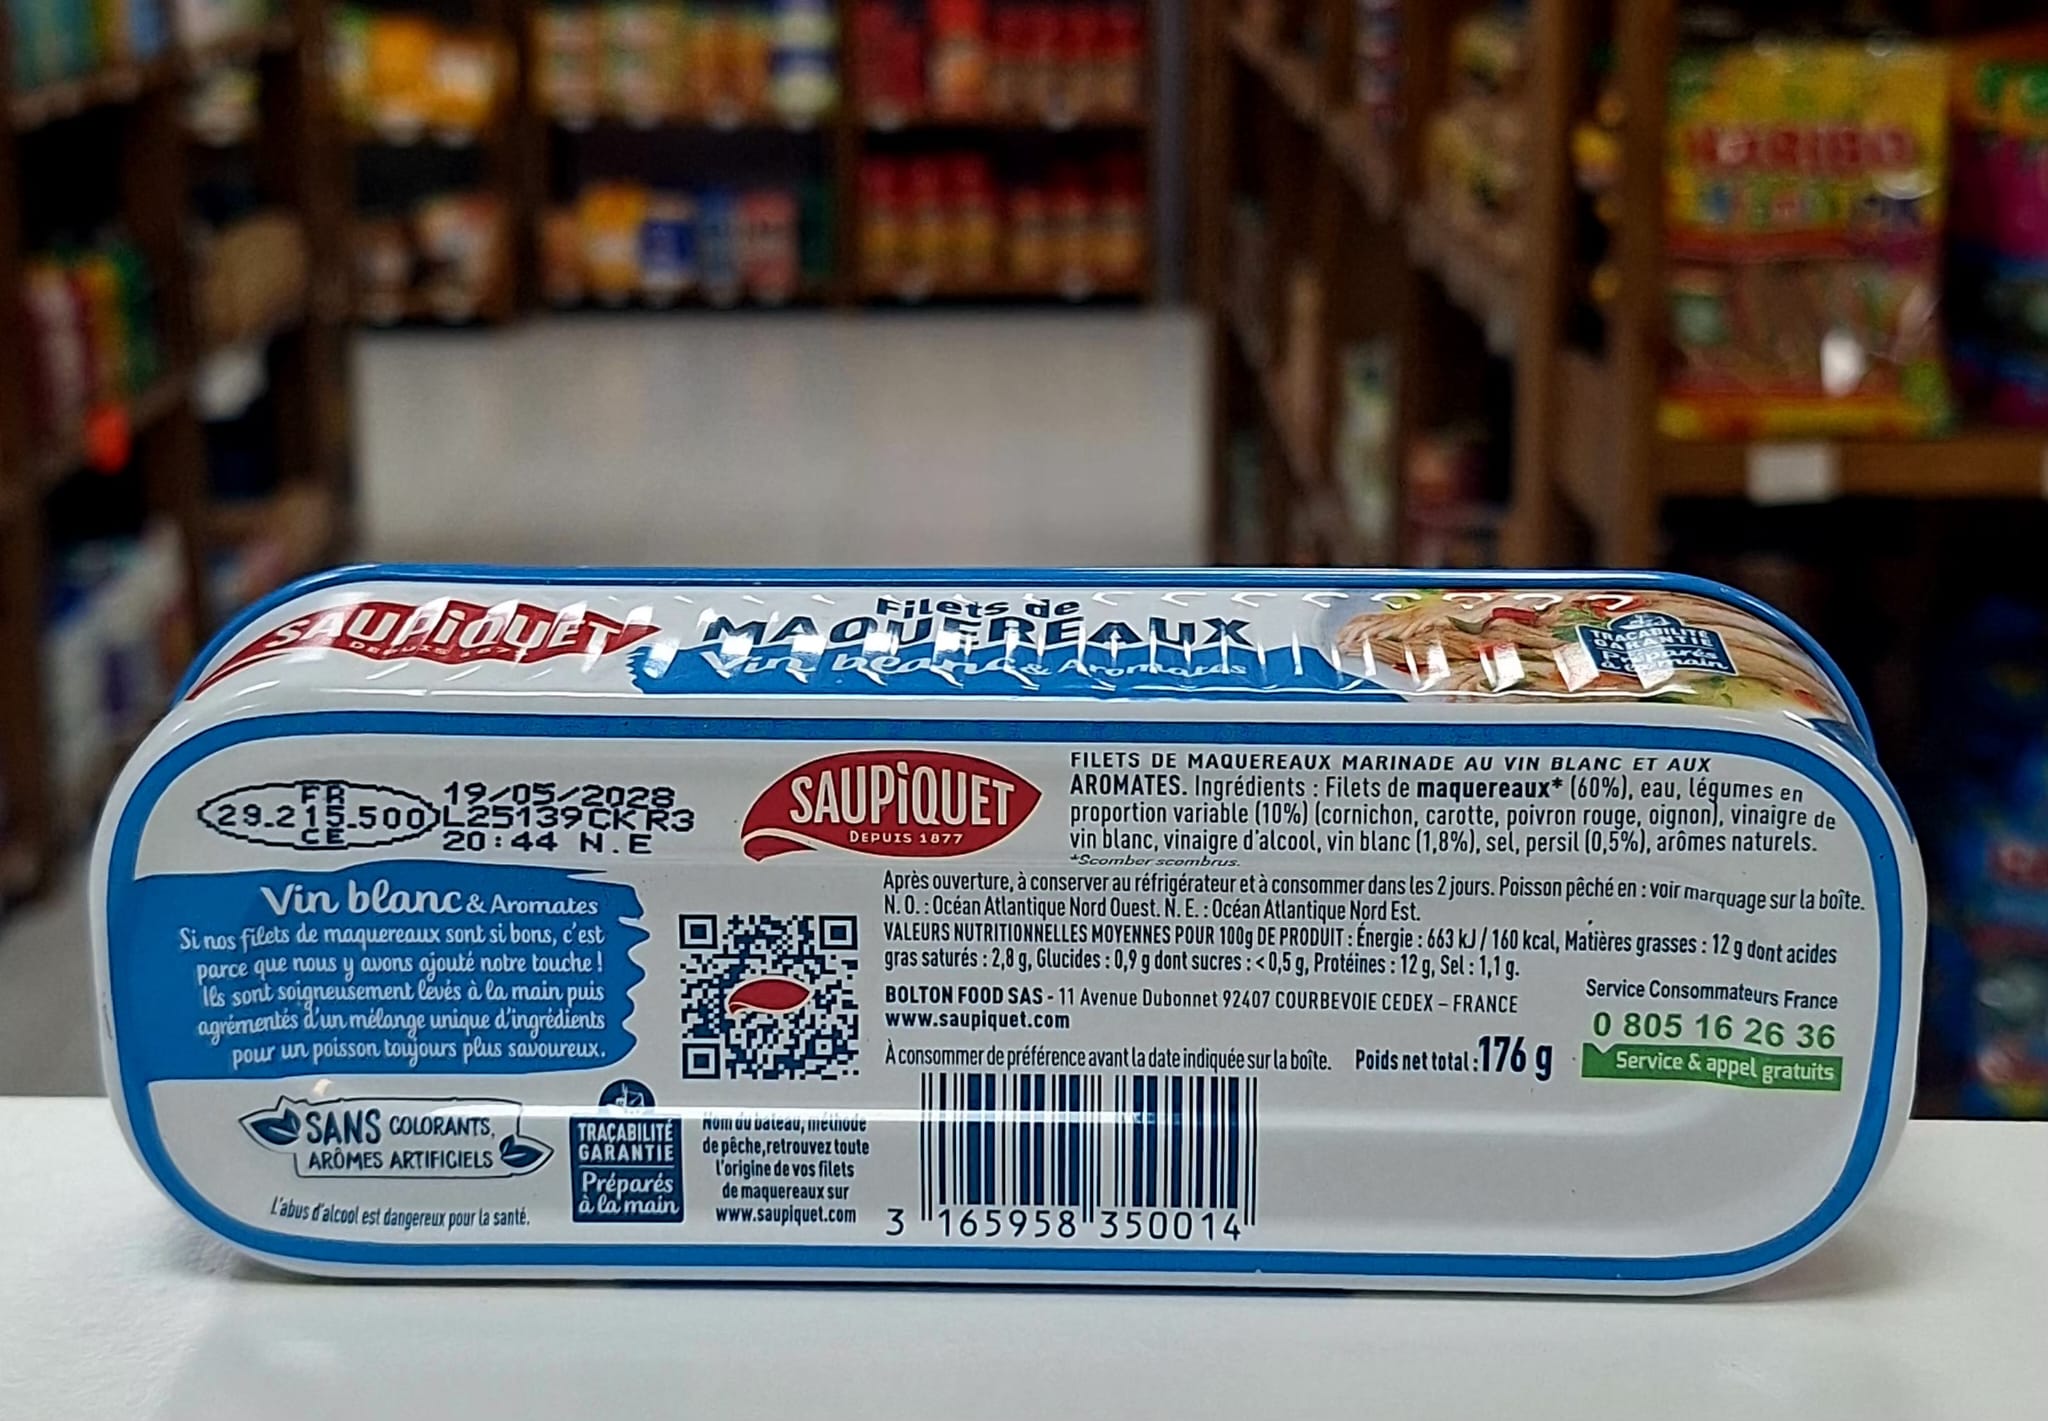 SAUPiQUET
DEPUIS 1877
Filets de
MAQUEREAUX
Vin blanc & Aromates
TRAÇABILITÉ
GARANTIE
Préparés
à la main
FR
29.215.500
CE
19/05/2028
L25139 CK R3
20:44 N.E
SAUPiQUET
DEPUIS 1877
FILETS DE MAQUEREAUX MARINADE AU VIN BLANC ET AUX
AROMATES. Ingrédients : Filets de maquereaux* (60%), eau, légumes en
proportion variable (10%) (cornichon, carotte, poivron rouge, oignon), vinaigre de
vin blanc, vinaigre d'alcool, vin blanc (1,8%), sel, persil (0,5%), arômes naturels.
*Scomber scombrus.
Après ouverture, à conserver au réfrigérateur et à consommer dans les 2 jours. Poisson pêché en : voir marquage sur la boîte.
N. O. : Océan Atlantique Nord Ouest. N. E. : Océan Atlantique Nord Est.
VALEURS NUTRITIONNELLES MOYENNES POUR 100g DE PRODUIT : Énergie : 663 kJ / 160 kcal, Matières grasses : 12 g dont acides
gras saturés : 2,8 g, Glucides : 0,9 g dont sucres : < 0,5 g, Protéines : 12 g, Sel : 1,1 g.
BOLTON FOOD SAS - 11 Avenue Dubonnet 92407 COURBEVOIE CEDEX – FRANCE
www.saupiquet.com
À consommer de préférence avant la date indiquée sur la boîte. Poids net total : 176 g
Service Consommateurs France
0 805 16 26 36
Service & appel gratuits
Vin blanc & Aromates
Si nos filets de maquereaux sont si bons, c'est
parce que nous y avons ajouté notre touche !
Ils sont soigneusement levés à la main puis
agrémentés d'un mélange unique d'ingrédients
pour un poisson toujours plus savoureux.
SANS COLORANTS,
ARÔMES ARTIFICIELS
L'abus d'alcool est dangereux pour la santé.
TRAÇABILITÉ
GARANTIE
Préparés
à la main
Nom du bateau, méthode
de pêche, retrouvez toute
l'origine de vos filets
de maquereaux sur
www.saupiquet.com
3 165958 350014
HARIBO